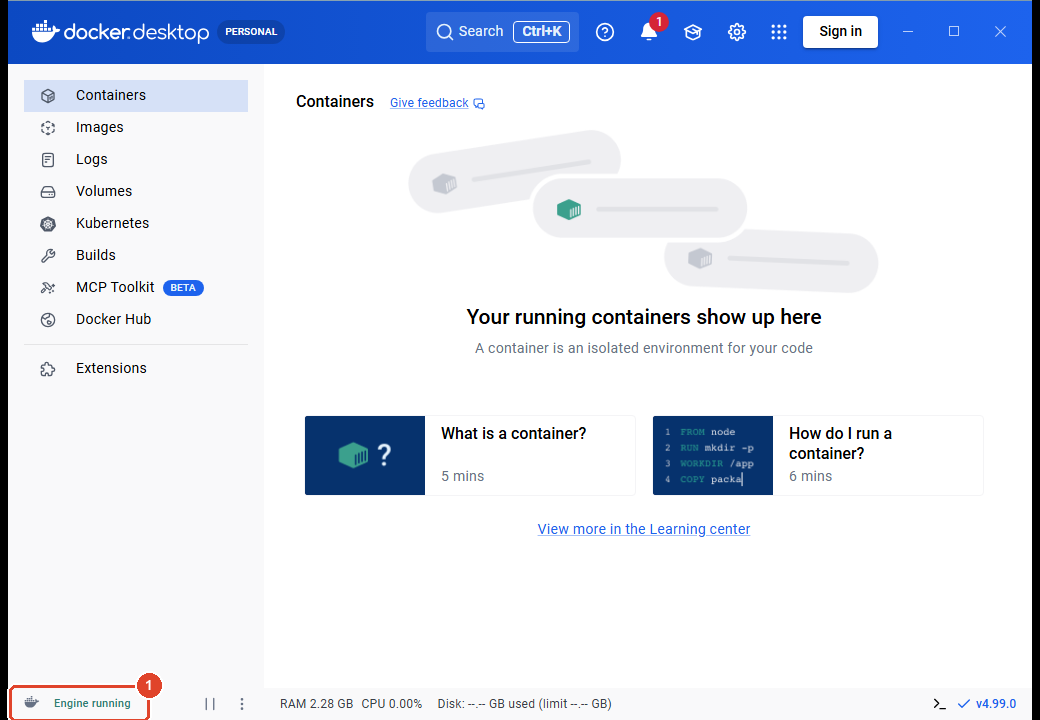 docker.desktop PERSONAL Search Ctrl+K 1 Sign in
Containers
Images
Logs
Volumes
Kubernetes
Builds
MCP Toolkit BETA
Docker Hub
Extensions
Containers Give feedback
Your running containers show up here
A container is an isolated environment for your code
?
What is a container?
5 mins
1 FROM node
2 RUN mkdir -p
3 WORKDIR /app
4 COPY packa
How do I run a
container?
6 mins
View more in the Learning center
1
Engine running
RAM 2.28 GB CPU 0.00% Disk: --.-- GB used (limit --.-- GB)
>_ v4.99.0